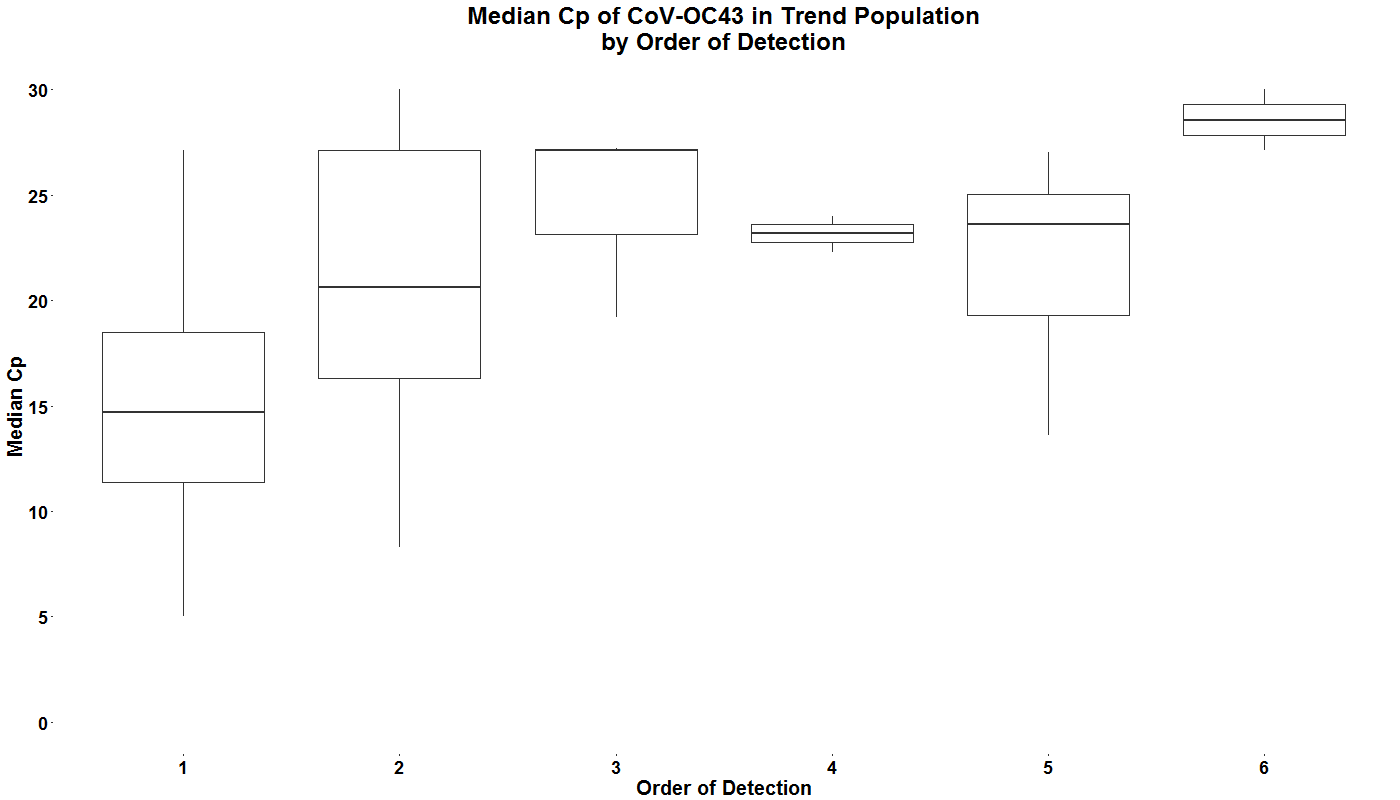 Median Cp of CoV-OC43 in Trend Population
by Order of Detection
30
25
20
15
10
5
0
Median Cp
1 2 3 4 5 6
Order of Detection